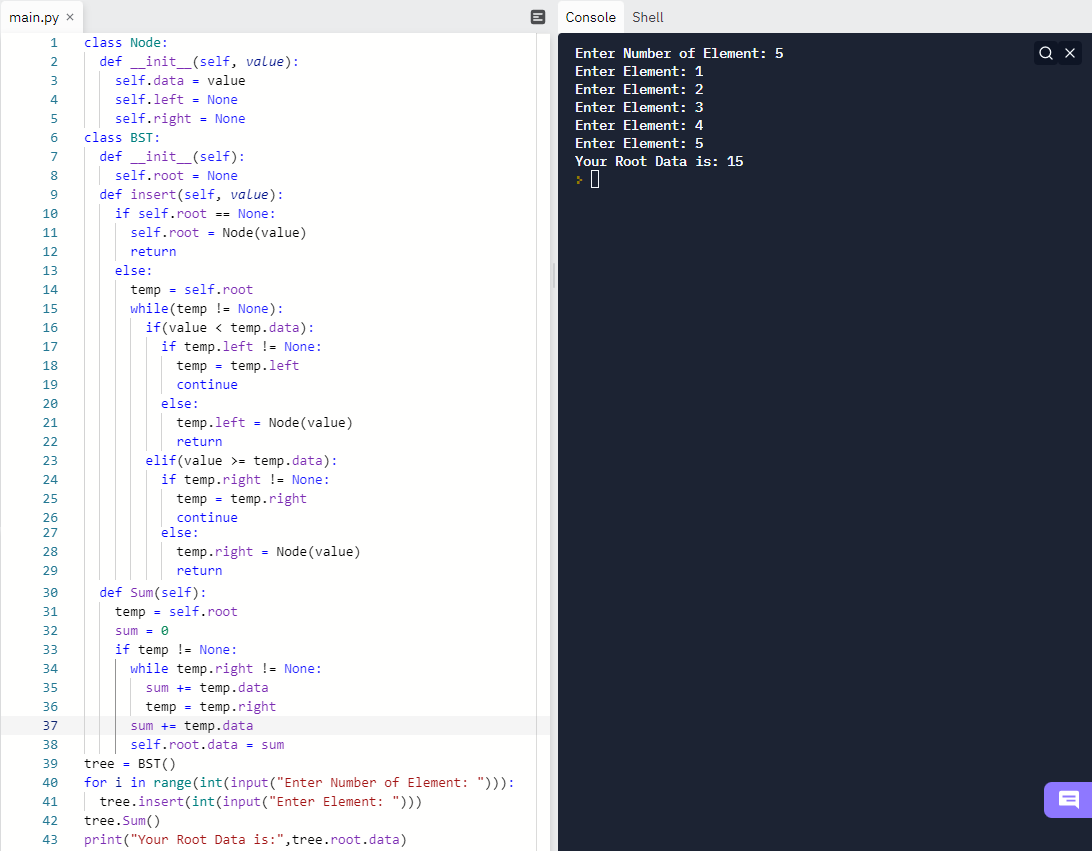 main.py ×
Console Shell
1 class Node:
2   def __init__(self, value):
3     self.data = value
4     self.left = None
5     self.right = None
6 class BST:
7   def __init__(self):
8     self.root = None
9   def insert(self, value):
10     if self.root == None:
11       self.root = Node(value)
12       return
13     else:
14       temp = self.root
15       while(temp != None):
16         if(value < temp.data):
17           if temp.left != None:
18             temp = temp.left
19             continue
20           else:
21             temp.left = Node(value)
22             return
23         elif(value >= temp.data):
24           if temp.right != None:
25             temp = temp.right
26             continue
27           else:
28             temp.right = Node(value)
29             return
30   def Sum(self):
31     temp = self.root
32     sum = 0
33     if temp != None:
34       while temp.right != None:
35         sum += temp.data
36         temp = temp.right
37       sum += temp.data
38       self.root.data = sum
39 tree = BST()
40 for i in range(int(input("Enter Number of Element: "))):
41   tree.insert(int(input("Enter Element: ")))
42 tree.Sum()
43 print("Your Root Data is:",tree.root.data)
Enter Number of Element: 5
Enter Element: 1
Enter Element: 2
Enter Element: 3
Enter Element: 4
Enter Element: 5
Your Root Data is: 15